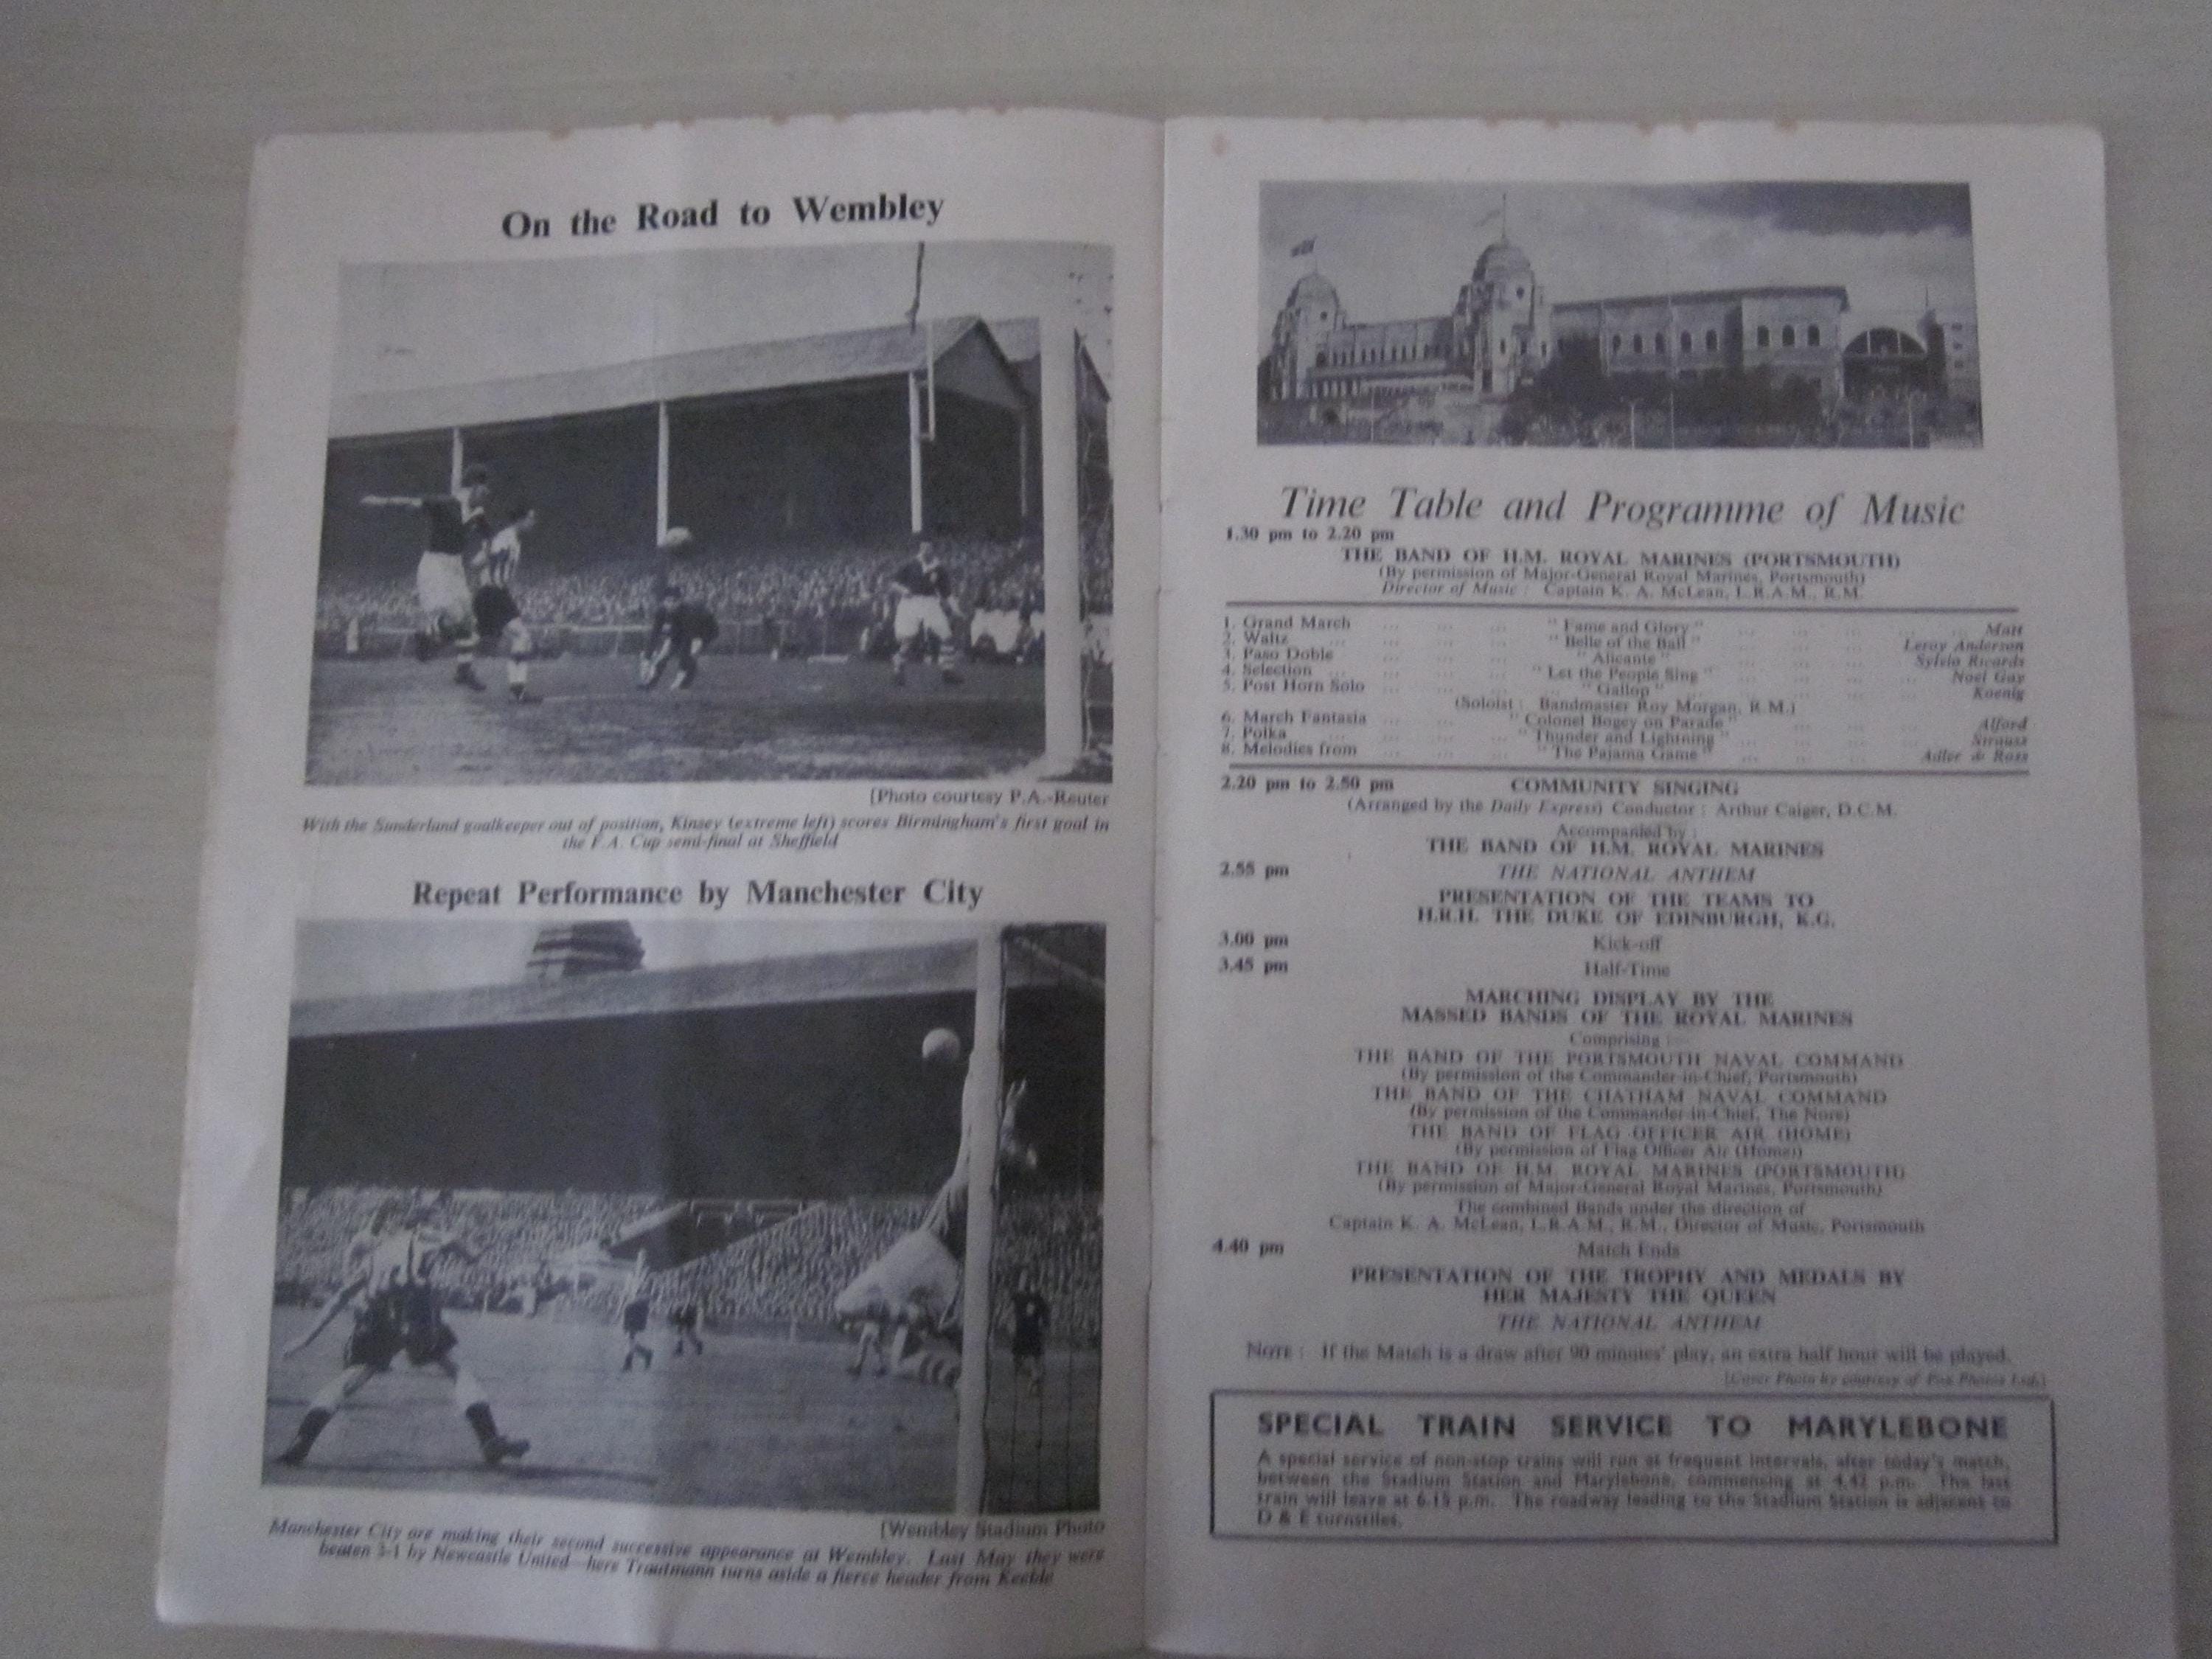 On the Road to Wembley
[Photo courtesy P.A.-Reuter
With the Sunderland goalkeeper out of position, Kinsey (extreme left) scores Birmingham's first goal in
the F.A. Cup semi-final at Sheffield
Repeat Performance by Manchester City
[Wembley Stadium Photo
Manchester City are making their second successive appearance at Wembley. Last May they were
beaten 3-1 by Newcastle United—here Trautmann turns aside a fierce header from Keeble
Time Table and Programme of Music
1.30 pm to 2.20 pm
THE BAND OF H.M. ROYAL MARINES (PORTSMOUTH)
(By permission of Major-General Royal Marines, Portsmouth)
Director of Music : Captain K. A. McLean, L.R.A.M., R.M.
1. Grand March ... ... ... " Fame and Glory " ... ... ... Matt
2. Waltz ... ... ... " Belle of the Ball " ... ... ... Leroy Anderson
3. Paso Doble ... ... ... " Alicante " ... ... ... Sylvio Ricards
4. Selection ... ... ... " Let the People Sing " ... ... ... Noel Gay
5. Post Horn Solo ... ... ... " Gallop " ... ... ... Koenig
(Soloist : Bandmaster Roy Morgan, R.M.)
6. March Fantasia ... ... ... " Colonel Bogey on Parade " ... ... ... Alford
7. Polka ... ... ... " Thunder and Lightning " ... ... ... Strauss
8. Melodies from ... ... ... " The Pajama Game " ... ... ... Adler & Ross
2.20 pm to 2.50 pm COMMUNITY SINGING
(Arranged by the Daily Express) Conductor : Arthur Caiger, D.C.M.
Accompanied by :
THE BAND OF H.M. ROYAL MARINES
2.55 pm THE NATIONAL ANTHEM
PRESENTATION OF THE TEAMS TO
H.R.H. THE DUKE OF EDINBURGH, K.G.
3.00 pm Kick-off
3.45 pm Half-Time
MARCHING DISPLAY BY THE
MASSED BANDS OF THE ROYAL MARINES
Comprising :—
THE BAND OF THE PORTSMOUTH NAVAL COMMAND
(By permission of the Commander-in-Chief, Portsmouth)
THE BAND OF THE CHATHAM NAVAL COMMAND
(By permission of the Commander-in-Chief, The Nore)
THE BAND OF FLAG OFFICER AIR (HOME)
(By permission of Flag Officer Air (Home))
THE BAND OF H.M. ROYAL MARINES (PORTSMOUTH)
(By permission of Major-General Royal Marines, Portsmouth)
The combined Bands under the direction of
Captain K. A. McLean, L.R.A.M., R.M., Director of Music, Portsmouth
4.40 pm Match Ends
PRESENTATION OF THE TROPHY AND MEDALS BY
HER MAJESTY THE QUEEN
THE NATIONAL ANTHEM
NOTE : If the Match is a draw after 90 minutes' play, an extra half hour will be played.
[Cover Photo by courtesy of Fox Photos Ltd.]
SPECIAL TRAIN SERVICE TO MARYLEBONE
A special service of non-stop trains will run at frequent intervals, after today's match,
between the Stadium Station and Marylebone, commencing at 4.42 p.m. The last
train will leave at 6.15 p.m. The roadway leading to the Stadium Station is adjacent to
D & E turnstiles.